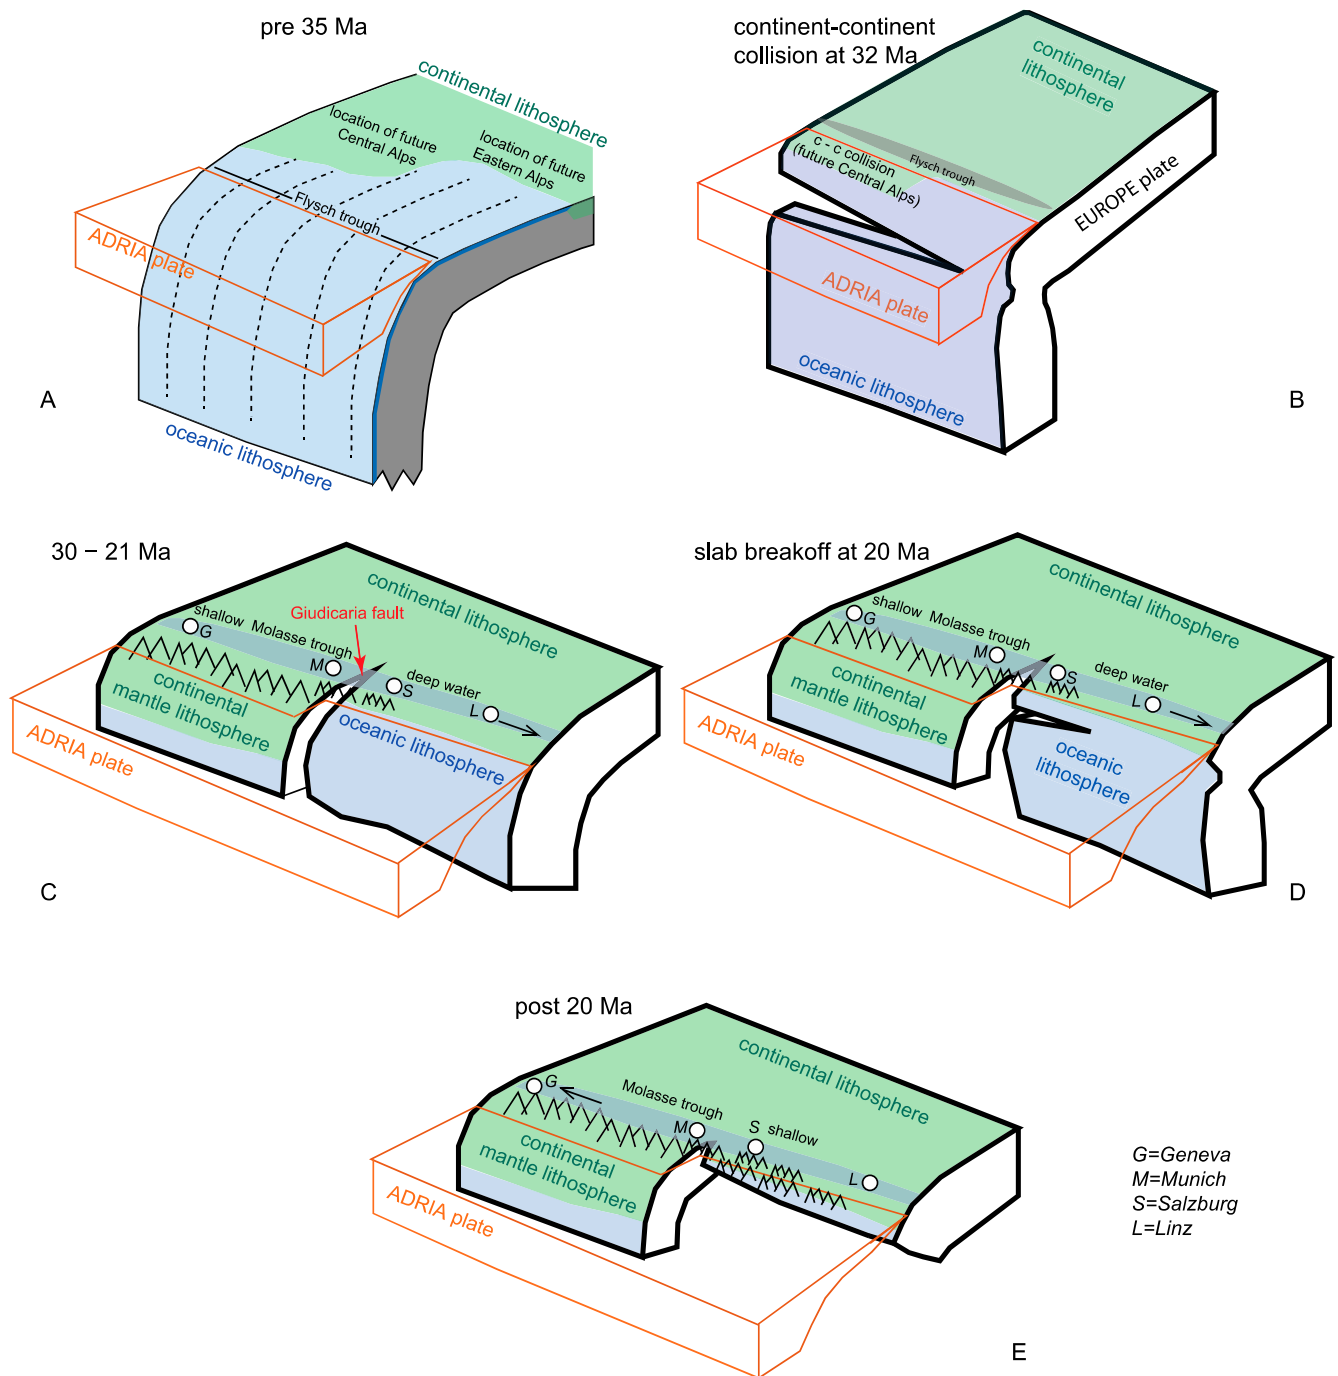 pre 35 Ma
continental lithosphere
location of future
Central Alps
location of future
Eastern Alps
Flysch trough
ADRIA plate
oceanic lithosphere
A
continent-continent
collision at 32 Ma
continental
lithosphere
Flysch trough
c - c collision
(future Central Alps)
EUROPE plate
ADRIA plate
oceanic lithosphere
B
30 – 21 Ma
continental lithosphere
Giudicaria fault
shallow Molasse trough
G
M
S
deep water
L
continental
mantle lithosphere
oceanic lithosphere
ADRIA plate
C
slab breakoff at 20 Ma
continental lithosphere
shallow Molasse trough
G
M
S
deep water
L
continental
mantle lithosphere
oceanic
lithosphere
ADRIA plate
D
post 20 Ma
continental lithosphere
G
Molasse trough
M
S shallow
L
continental
mantle lithosphere
ADRIA plate
E
G=Geneva
M=Munich
S=Salzburg
L=Linz